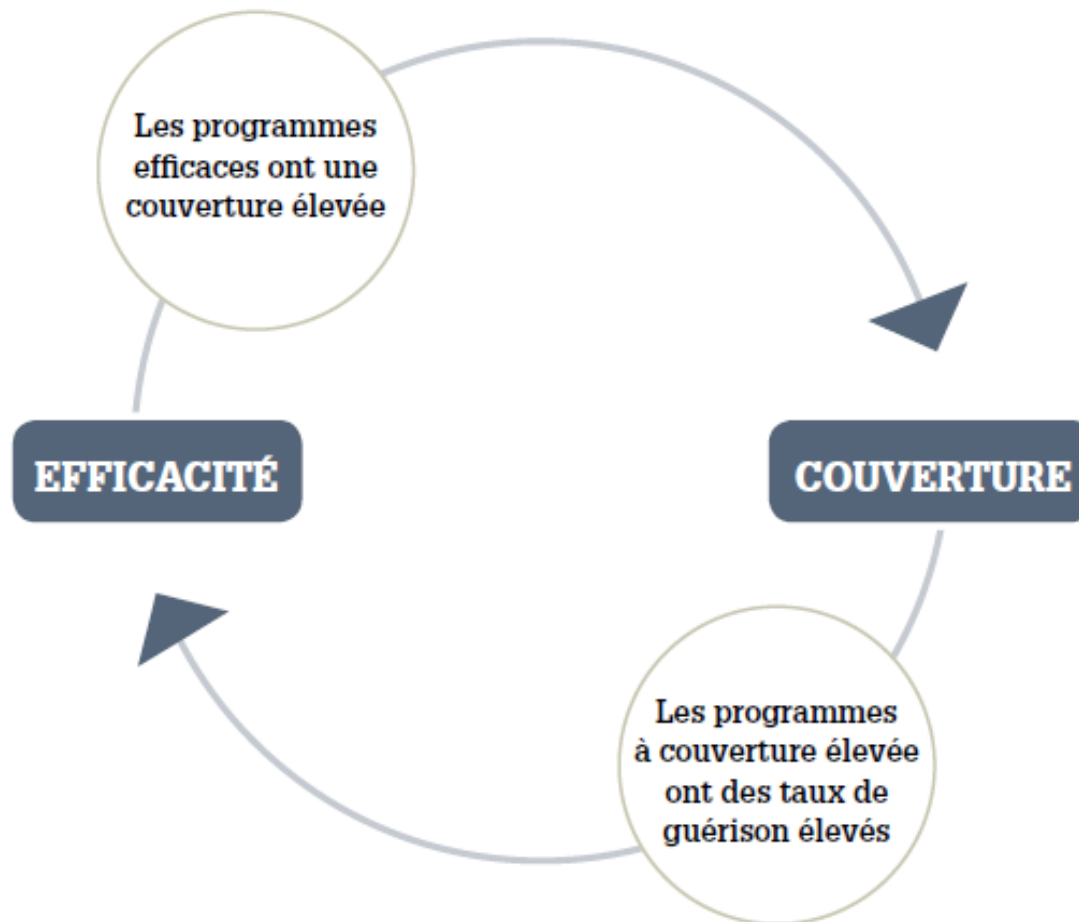 Les programmes
efficaces ont une
couverture élevée
EFFICACITÉ
COUVERTURE
Les programmes
à couverture élevée
ont des taux de
guérison élevés